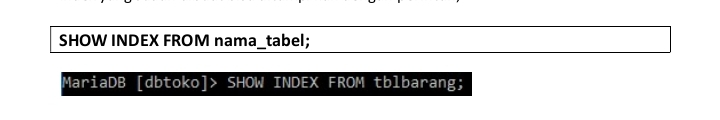 SHOW INDEX FROM nama_tabel;
MariaDB [dbtoko]> SHOW INDEX FROM tblbarang;